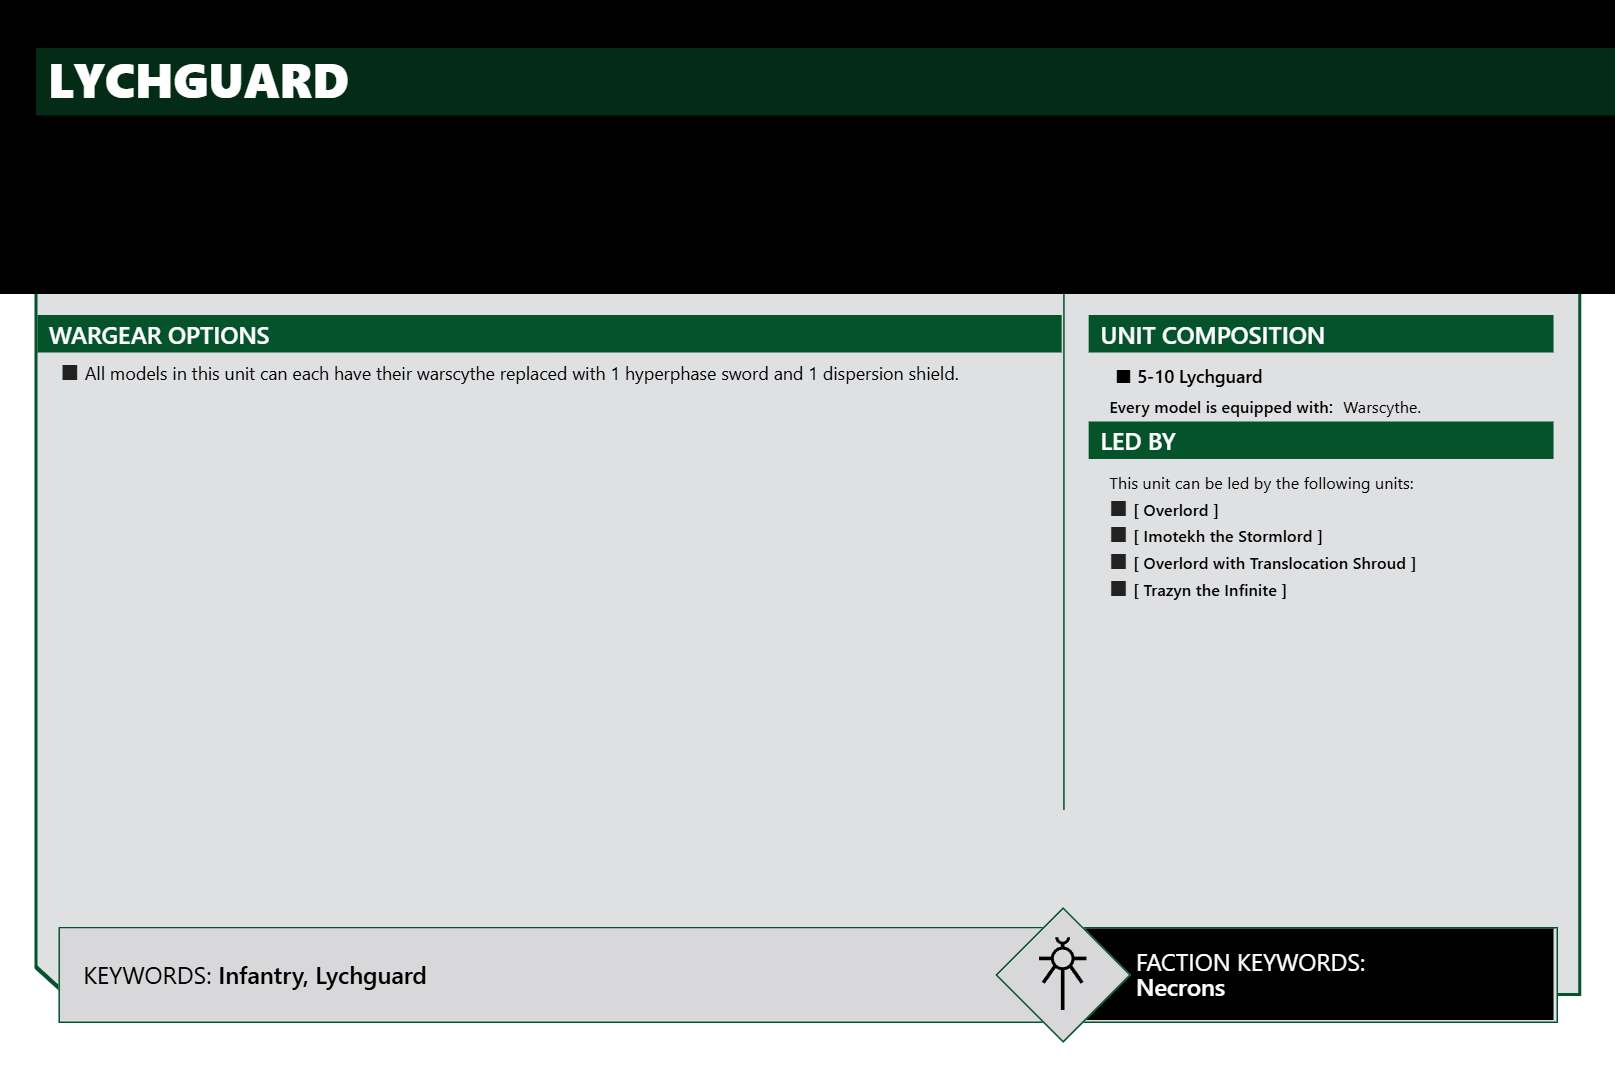 LYCHGUARD
WARGEAR OPTIONS
All models in this unit can each have their warscythe replaced with 1 hyperphase sword and 1 dispersion shield.
UNIT COMPOSITION
5-10 Lychguard
Every model is equipped with: Warscythe.
LED BY
This unit can be led by the following units:
[ Overlord ]
[ Imotekh the Stormlord ]
[ Overlord with Translocation Shroud ]
[ Trazyn the Infinite ]
KEYWORDS: Infantry, Lychguard
FACTION KEYWORDS:
Necrons